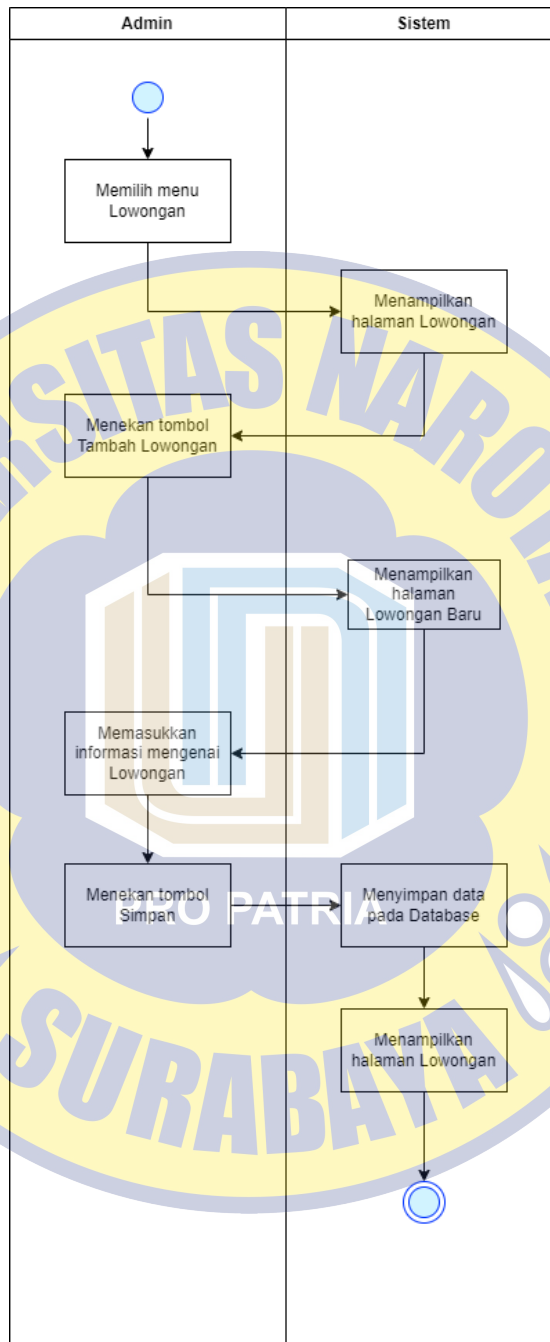 Admin
Sistem
Memilih menu
Lowongan
Menampilkan
halaman Lowongan
Menekan tombol
Tambah Lowongan
Menampilkan
halaman
Lowongan Baru
Memasukkan
informasi mengenai
Lowongan
Menekan tombol
Simpan
Menyimpan data
pada Database
Menampilkan
halaman Lowongan
PRO PATRIA
SURABAYA